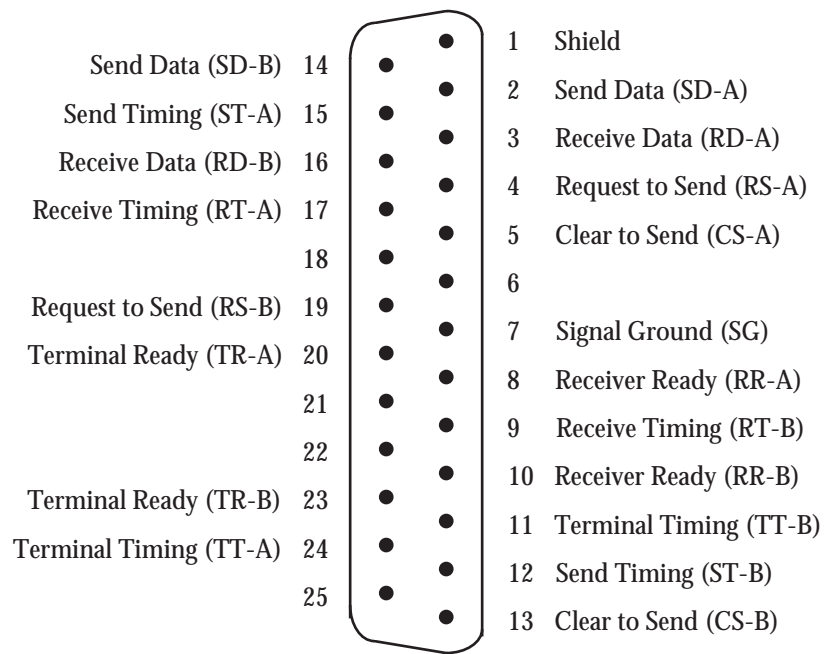 1 Shield
Send Data (SD-B) 14
2 Send Data (SD-A)
Send Timing (ST-A) 15
3 Receive Data (RD-A)
Receive Data (RD-B) 16
4 Request to Send (RS-A)
Receive Timing (RT-A) 17
5 Clear to Send (CS-A)
18
6
Request to Send (RS-B) 19
7 Signal Ground (SG)
Terminal Ready (TR-A) 20
8 Receiver Ready (RR-A)
21
9 Receive Timing (RT-B)
22
10 Receiver Ready (RR-B)
Terminal Ready (TR-B) 23
11 Terminal Timing (TT-B)
Terminal Timing (TT-A) 24
12 Send Timing (ST-B)
25
13 Clear to Send (CS-B)